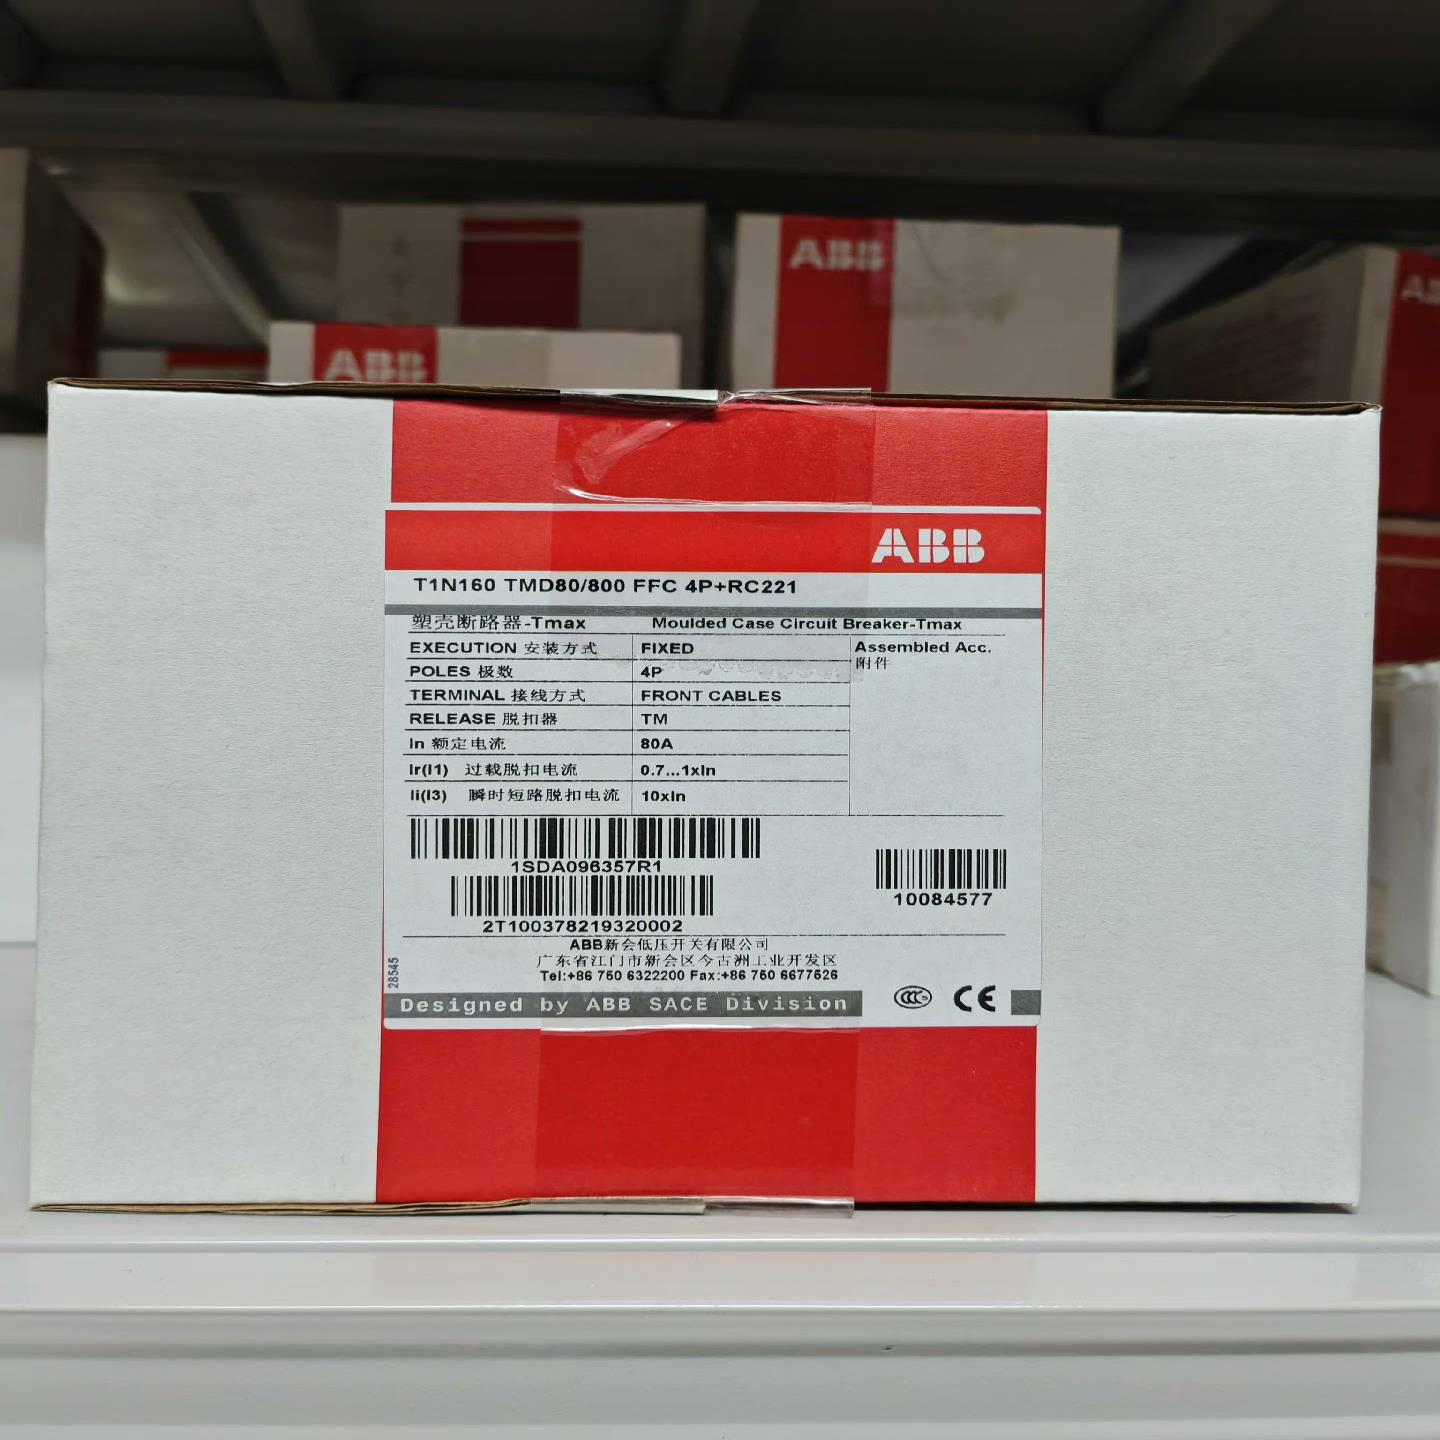 ABB
ABB
AB
ABB
T1N160 TMD80/800 FFC 4P+RC221
塑壳断路器-Tmax Moulded Case Circuit Breaker-Tmax
EXECUTION 安装方式 FIXED Assembled Acc.
附件
POLES 极数 4P
TERMINAL 接线方式 FRONT CABLES
RELEASE 脱扣器 TM
In 额定电流 80A
Ir(I1) 过载脱扣电流 0.7...1xIn
Ii(I3) 瞬时短路脱扣电流 10xIn
1SDA096357R1
10084577
2T100378219320002
ABB新会低压开关有限公司
广东省江门市新会区今古洲工业开发区
Tel:+86 750 6322200 Fax:+86 750 6677526
28545
Designed by ABB SACE Division
CCC S
CE